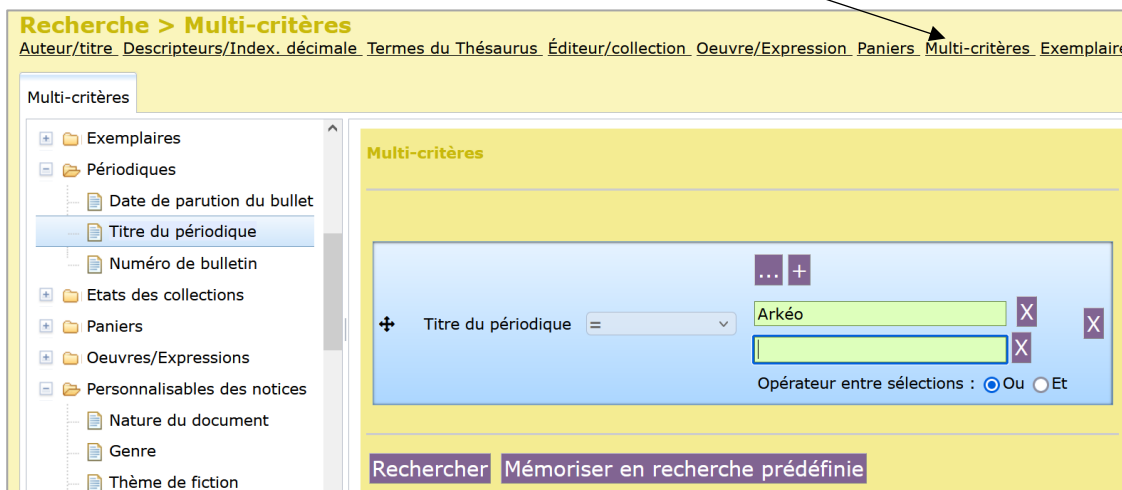 Recherche > Multi-critères
Auteur/titre Descripteurs/Index. décimale Termes du Thésaurus Éditeur/collection Oeuvre/Expression Paniers Multi-critères Exemplaire
Multi-critères
Exemplaires
Périodiques
Date de parution du bullet
Titre du périodique
Numéro de bulletin
Etats des collections
Paniers
Oeuvres/Expressions
Personnalisables des notices
Nature du document
Genre
Thème de fiction
Multi-critères
... +
Titre du périodique = Arkéo X X
X
Opérateur entre sélections : Ou Et
Rechercher Mémoriser en recherche prédéfinie